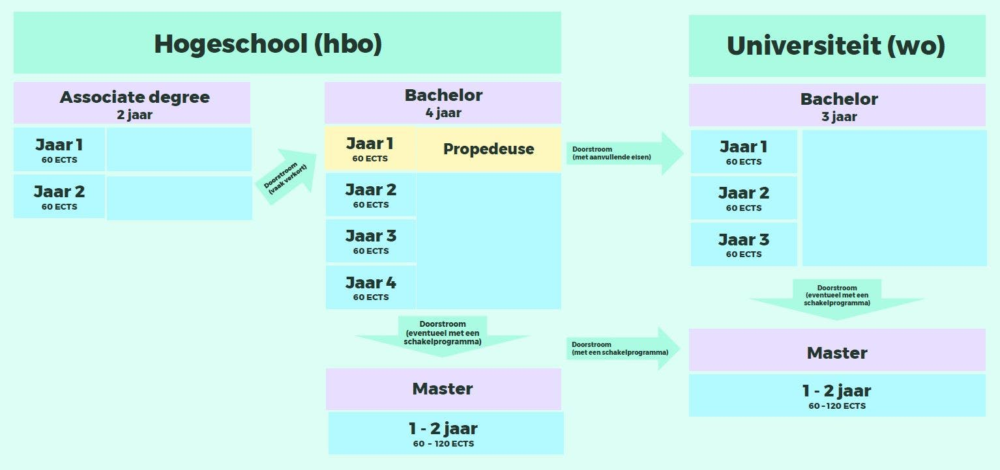 Hogeschool (hbo)
Associate degree
2 jaar
Jaar 1
60 ECTS
Jaar 2
60 ECTS
Doorstroom
(vaak verkort)
Bachelor
4 jaar
Jaar 1
60 ECTS
Propedeuse
Jaar 2
60 ECTS
Jaar 3
60 ECTS
Jaar 4
60 ECTS
Doorstroom
(eventueel met een
schakelprogramma)
Master
1 - 2 jaar
60 - 120 ECTS
Doorstroom
(met aanvullende eisen)
Doorstroom
(met een schakelprogramma)
Universiteit (wo)
Bachelor
3 jaar
Jaar 1
60 ECTS
Jaar 2
60 ECTS
Jaar 3
60 ECTS
Doorstroom
(eventueel met een
schakelprogramma)
Master
1 - 2 jaar
60 - 120 ECTS